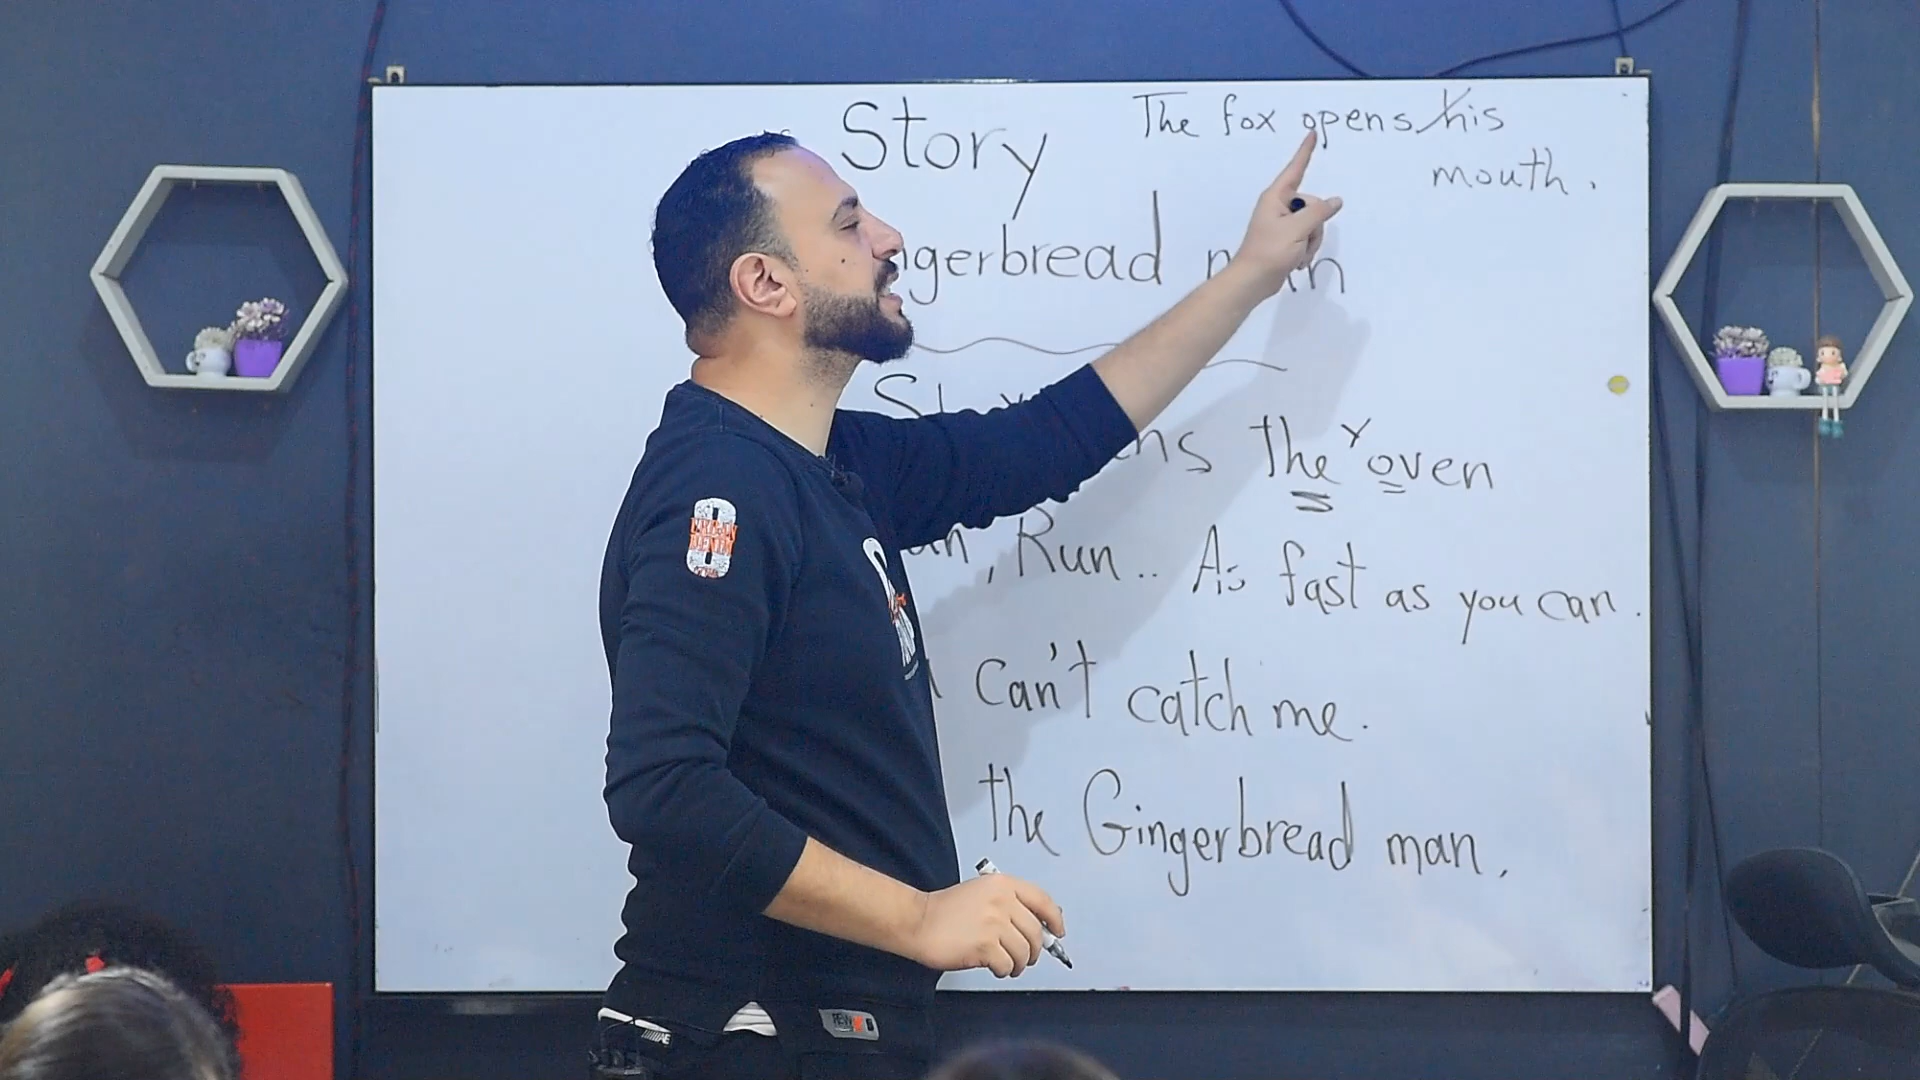 Story
The fox opens his
mouth.
ngerbread man
ens the y oven
un, Run.. As fast as you can.
can't catch me.
the Gingerbread man.